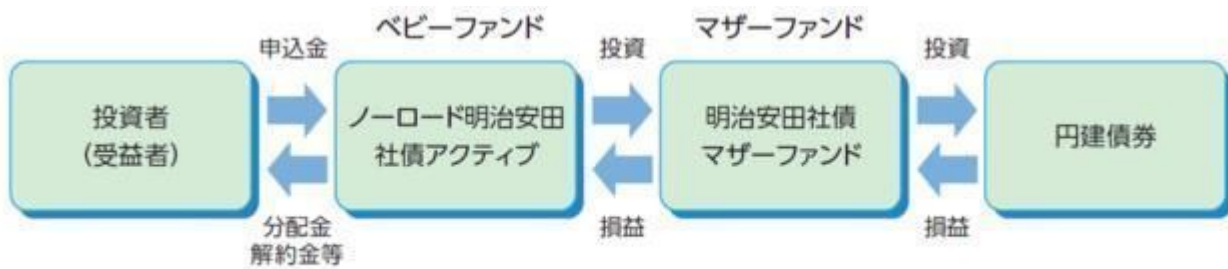 ベビーファンド
マザーファンド
申込金
投資
投資
投資者
(受益者)
ノーロード明治安田
社債アクティブ
明治安田社債
マザーファンド
円建債券
分配金
解約金等
損益
損益